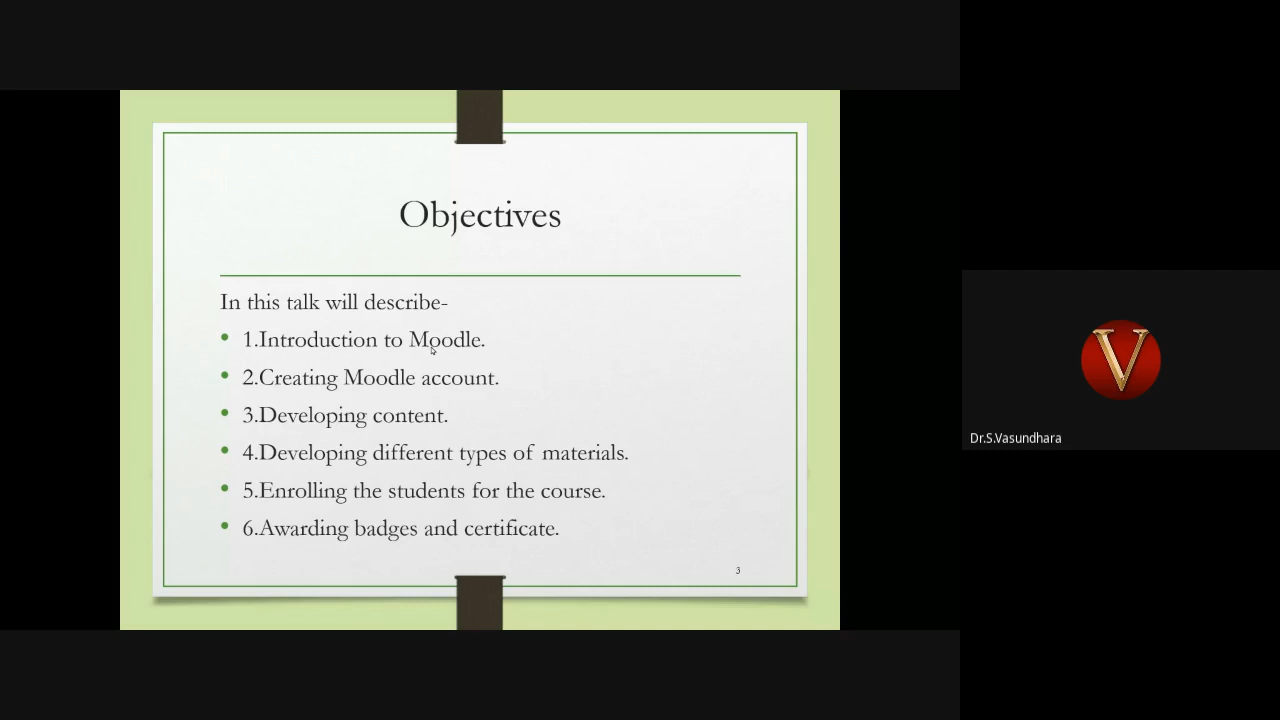 Objectives
In this talk will describe-
• 1.Introduction to Moodle.
• 2.Creating Moodle account.
• 3.Developing content.
• 4.Developing different types of materials.
• 5.Enrolling the students for the course.
• 6.Awarding badges and certificate.
3
V
Dr.S.Vasundhara